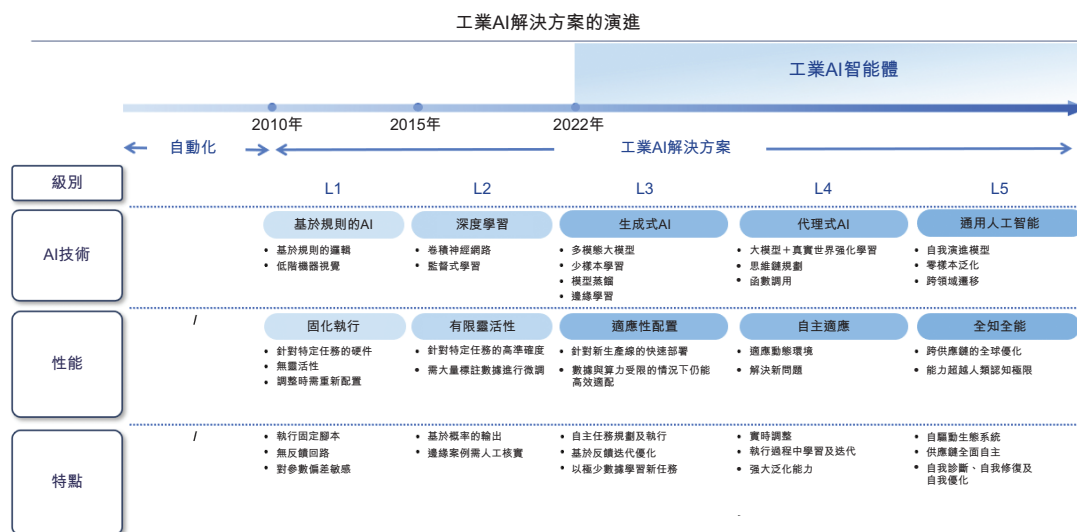 工業AI解決方案的演進
工業AI智能體
2010年
2015年
2022年
自動化
工業AI解決方案
級別
L1
L2
L3
L4
L5
AI技術
基於規則的AI
• 基於規則的邏輯
• 低階機器視覺
深度學習
• 卷積神經網路
• 監督式學習
生成式AI
• 多模態大模型
• 少樣本學習
• 模型蒸餾
• 邊緣學習
代理式AI
• 大模型＋真實世界強化學習
• 思維鏈規劃
• 函數調用
通用人工智能
• 自我演進模型
• 零樣本泛化
• 跨領域遷移
性能
/
固化執行
• 針對特定任務的硬件
• 無靈活性
• 調整時需重新配置
有限靈活性
• 針對特定任務的高準確度
• 需大量標註數據進行微調
適應性配置
• 針對新生產線的快速部署
• 數據與算力受限的情況下仍能
高效適配
自主適應
• 適應動態環境
• 解決新問題
全知全能
• 跨供應鏈的全球優化
• 能力超越人類認知極限
特點
/
• 執行固定腳本
• 無反饋回路
• 對參數偏差敏感
• 基於概率的輸出
• 邊緣案例需人工核實
• 自主任務規劃及執行
• 基於反饋迭代優化
• 以極少數據學習新任務
• 實時調整
• 執行過程中學習及迭代
• 强大泛化能力
• 自驅動生態系統
• 供應鏈全面自主
• 自我診斷、自我修復及
自我優化